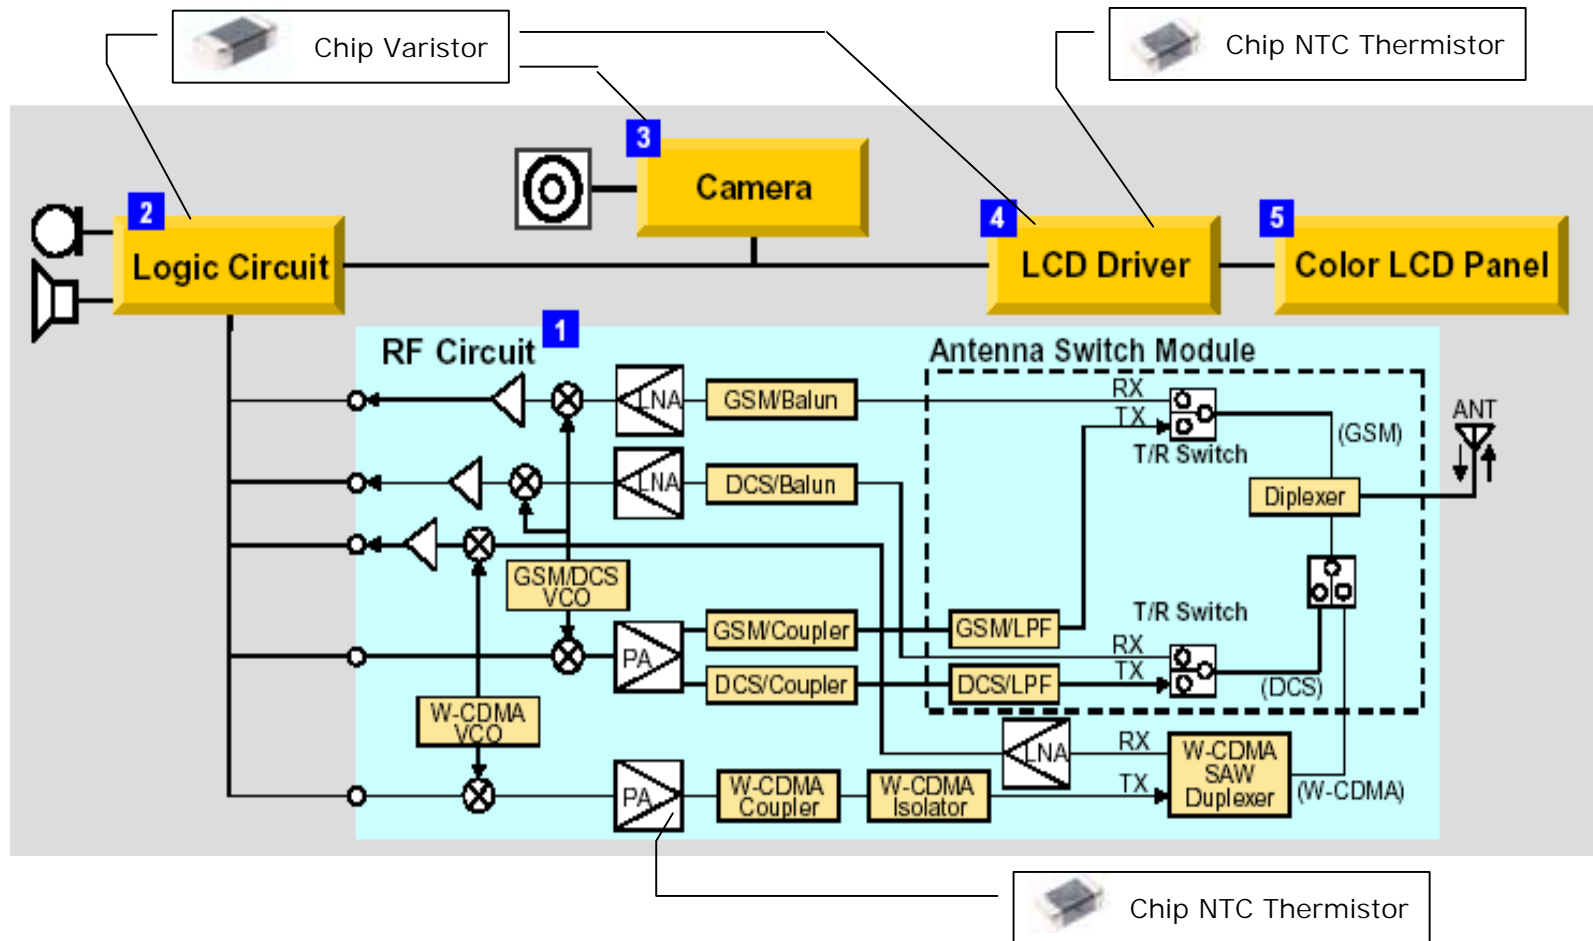 Chip Varistor
Chip NTC Thermistor
3
Camera
2
Logic Circuit
4
LCD Driver
5
Color LCD Panel
1
RF Circuit
Antenna Switch Module
LNA
GSM/Balun
RX
TX
T/R Switch
(GSM)
ANT
LNA
DCS/Balun
Diplexer
GSM/DCS
VCO
T/R Switch
PA
GSM/Coupler
GSM/LPF
DCS/Coupler
DCS/LPF
RX
TX
(DCS)
W-CDMA
VCO
LNA
RX
W-CDMA
SAW
Duplexer
(W-CDMA)
PA
W-CDMA
Coupler
W-CDMA
Isolator
TX
Chip NTC Thermistor